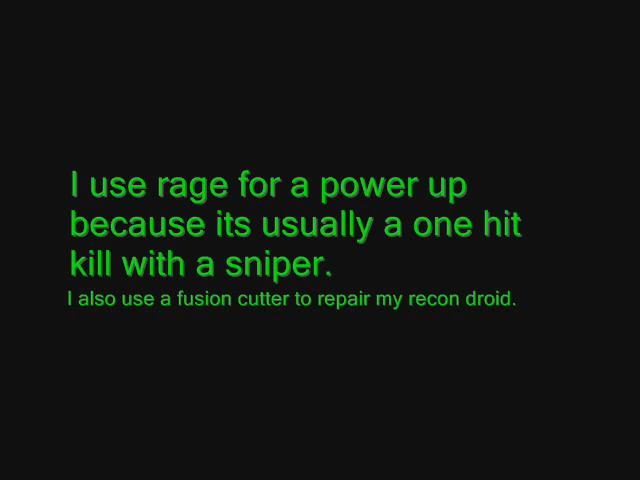 I use rage for a power up
because its usually a one hit
kill with a sniper.
I also use a fusion cutter to repair my recon droid.